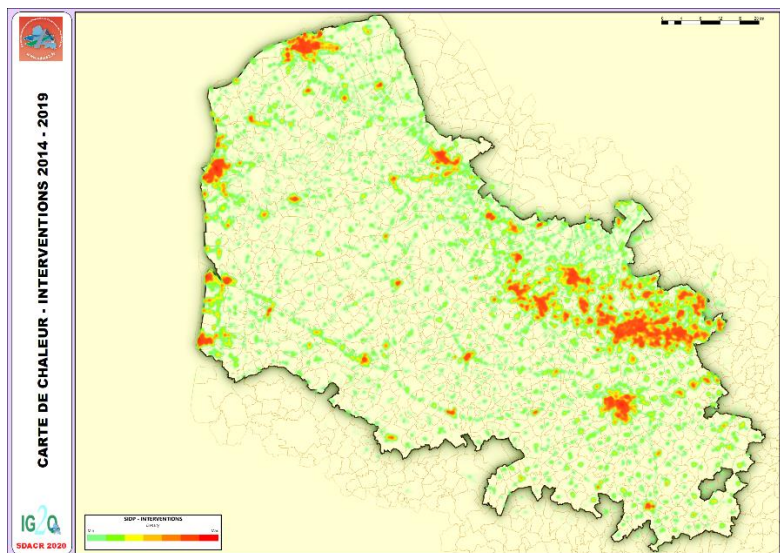 CARTE DE CHALEUR - INTERVENTIONS 2014 - 2019
IG2Q
SDACR 2020
SIDP - INTERVENTIONS